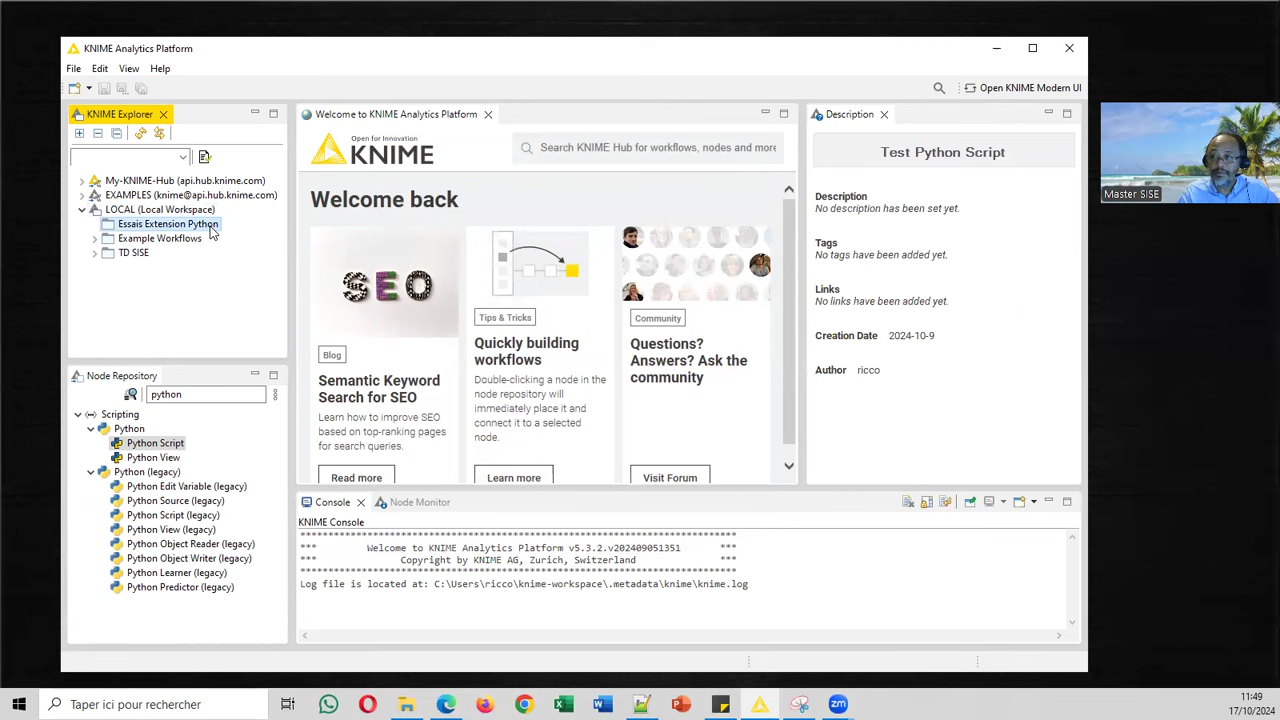 KNIME Analytics Platform
File Edit View Help
Open KNIME Modern UI
KNIME Explorer
My-KNIME-Hub (api.hub.knime.com)
EXAMPLES (knime@api.hub.knime.com)
LOCAL (Local Workspace)
Essais Extension Python
Example Workflows
TD SISE
Node Repository
python
Scripting
Python
Python Script
Python View
Python (legacy)
Python Edit Variable (legacy)
Python Source (legacy)
Python Script (legacy)
Python View (legacy)
Python Object Reader (legacy)
Python Object Writer (legacy)
Python Learner (legacy)
Python Predictor (legacy)
Welcome to KNIME Analytics Platform
Open for Innovation
KNIME
Search KNIME Hub for workflows, nodes and more
Welcome back
SEO
Blog
Semantic Keyword
Search for SEO
Learn how to improve SEO
based on top-ranking pages
for search queries.
Read more
Tips & Tricks
Quickly building
workflows
Double-clicking a node in the
node repository will
immediately place it and
connect it to a selected
node.
Learn more
Community
Questions?
Answers? Ask the
community
Visit Forum
Description
Test Python Script
Description
No description has been set yet.
Tags
No tags have been added yet.
Links
No links have been added yet.
Creation Date 2024-10-9
Author ricco
Console
Node Monitor
KNIME Console
***********************************************************************
*** Welcome to KNIME Analytics Platform v5.3.2.v202409051351 ***
*** Copyright by KNIME AG, Zurich, Switzerland ***
***********************************************************************
Log file is located at: C:\Users\ricco\knime-workspace\.metadata\knime\knime.log
Master SISE
Taper ici pour rechercher
zm
11:49
17/10/2024